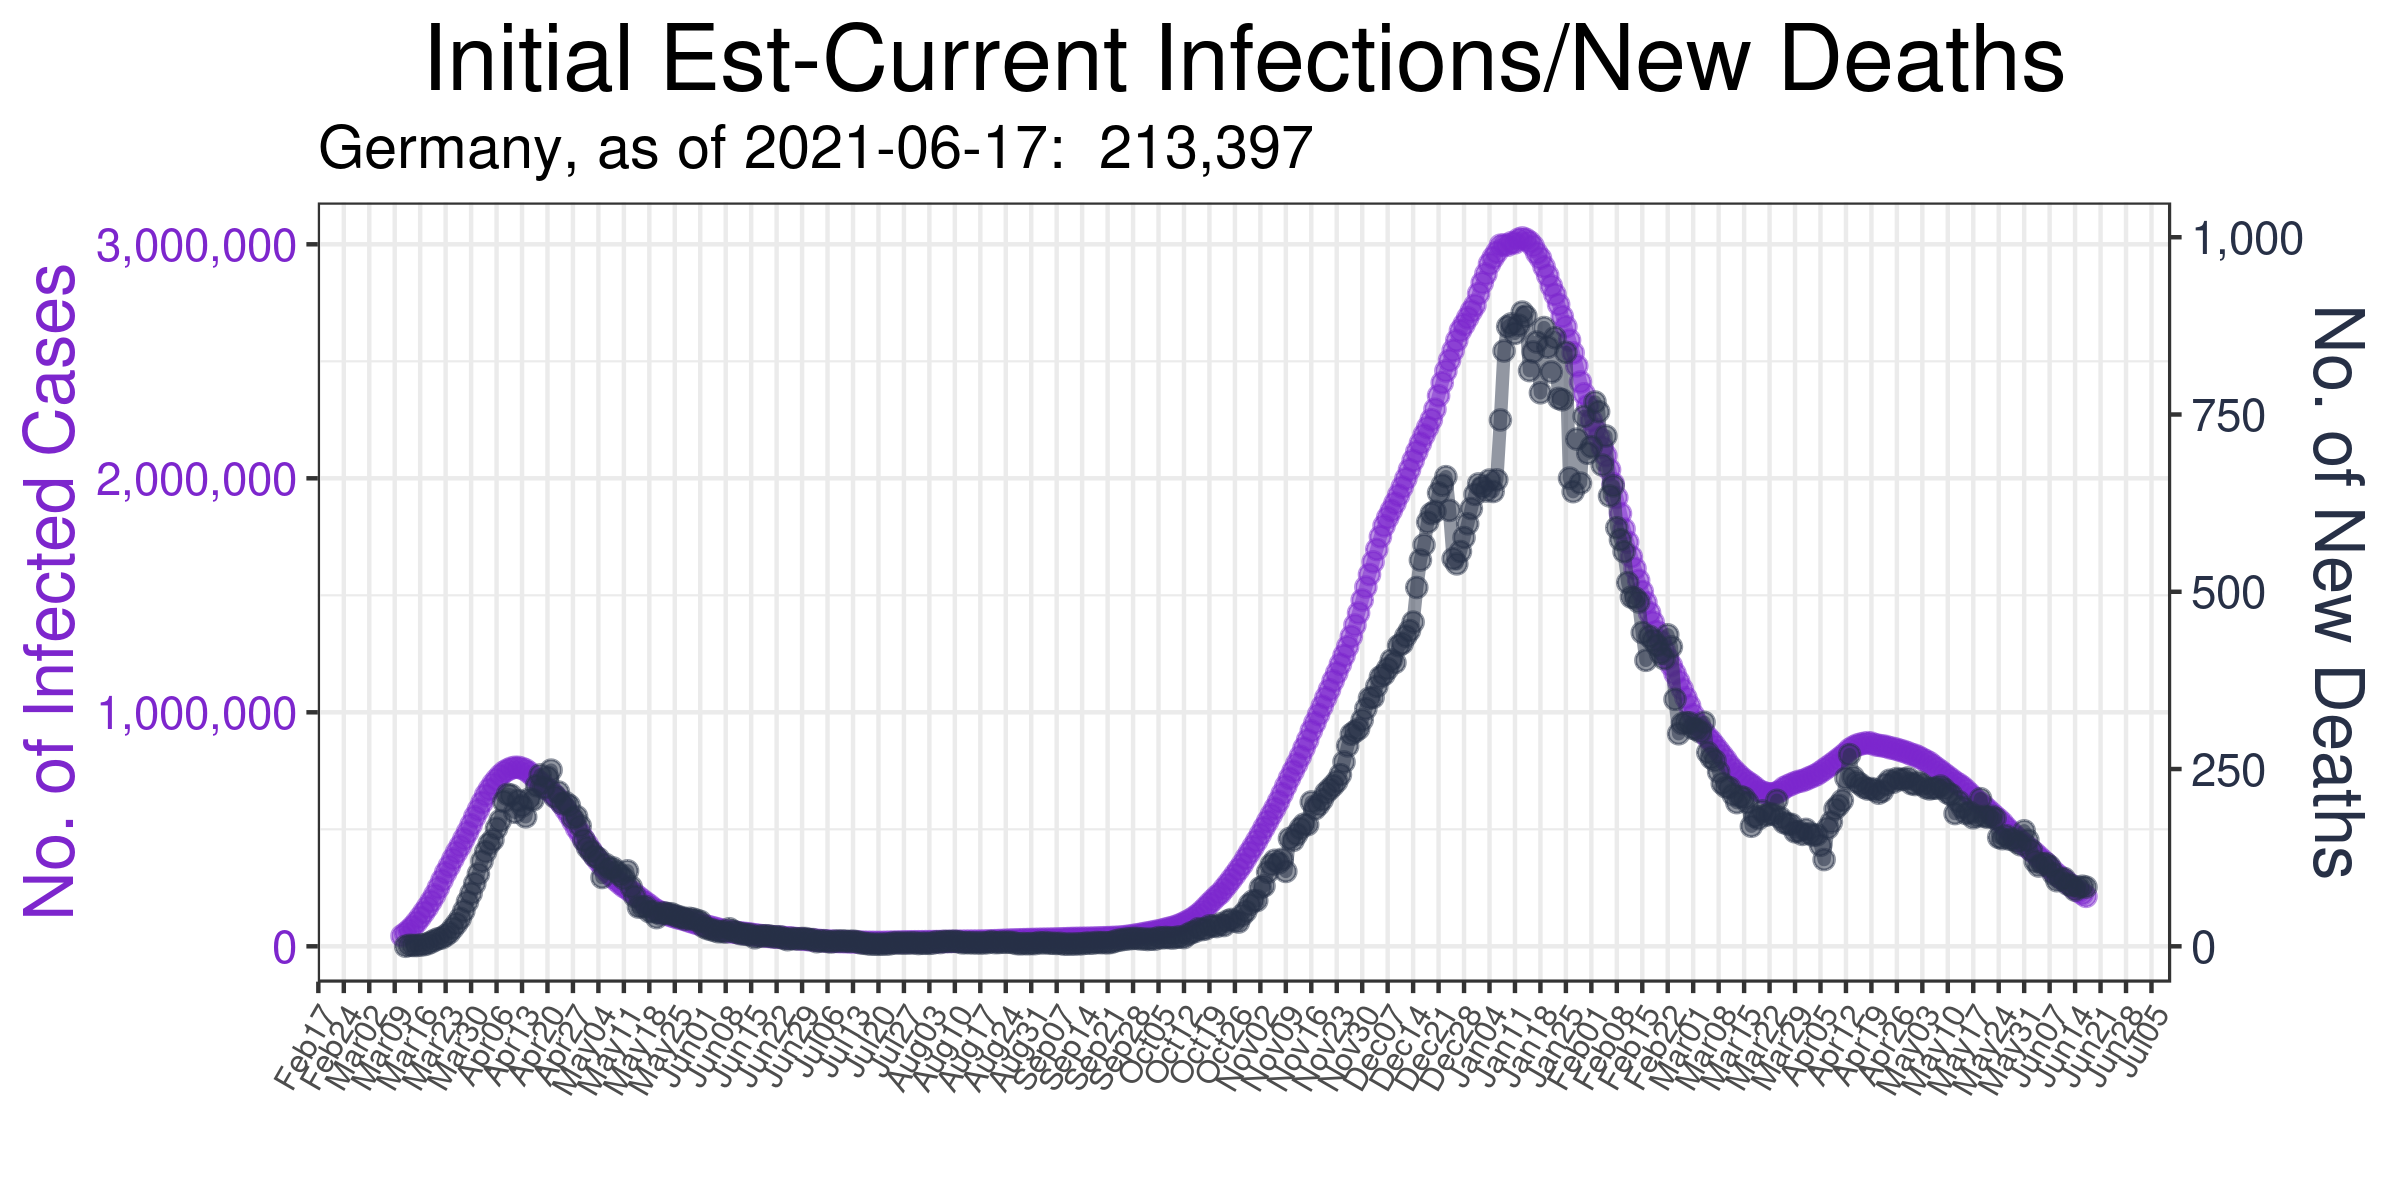 Initial Est-Current Infections/New Deaths
Germany, as of 2021-06-17:  213,397
No. of Infected Cases
3,000,000
2,000,000
1,000,000
0
1,000
750
500
250
0
No. of New Deaths
Feb17
Feb24
Mar02
Mar09
Mar16
Mar23
Mar30
Apr06
Apr13
Apr20
Apr27
May04
May11
May18
May25
Jun01
Jun08
Jun15
Jun22
Jun29
Jul06
Jul13
Jul20
Jul27
Aug03
Aug10
Aug17
Aug24
Aug31
Sep07
Sep14
Sep21
Sep28
Oct05
Oct12
Oct19
Oct26
Nov02
Nov09
Nov16
Nov23
Nov30
Dec07
Dec14
Dec21
Dec28
Jan04
Jan11
Jan18
Jan25
Feb01
Feb08
Feb15
Feb22
Mar01
Mar08
Mar15
Mar22
Mar29
Apr05
Apr12
Apr19
Apr26
May03
May10
May17
May24
May31
Jun07
Jun14
Jun21
Jun28
Jul05